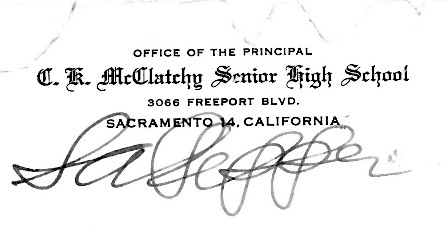 OFFICE OF THE PRINCIPAL
C. K. McClatchy Senior High School
3066 FREEPORT BLVD.
SACRAMENTO 14, CALIFORNIA